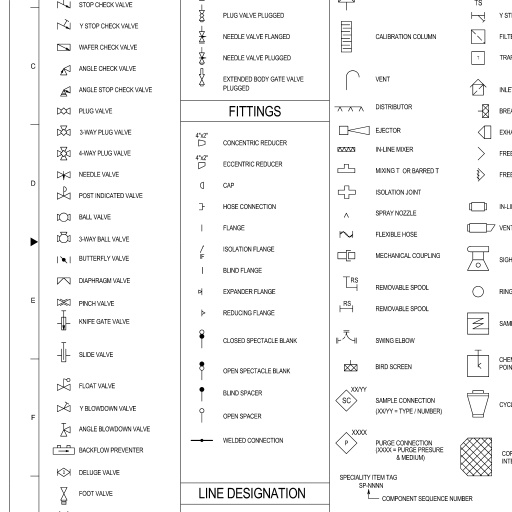 STOP CHECK VALVE
Y STOP CHECK VALVE
WAFER CHECK VALVE
C
ANGLE CHECK VALVE
ANGLE STOP CHECK VALVE
PLUG VALVE
3-WAY PLUG VALVE
4-WAY PLUG VALVE
NEEDLE VALVE
D
POST INDICATED VALVE
BALL VALVE
3-WAY BALL VALVE
BUTTERFLY VALVE
DIAPHRAGM VALVE
E
PINCH VALVE
KNIFE GATE VALVE
SLIDE VALVE
FLOAT VALVE
Y BLOWDOWN VALVE
F
ANGLE BLOWDOWN VALVE
BACKFLOW PREVENTER
DELUGE VALVE
FOOT VALVE
PLUG VALVE PLUGGED
NEEDLE VALVE FLANGED
NEEDLE VALVE PLUGGED
EXTENDED BODY GATE VALVE
PLUGGED
FITTINGS
4"x2"
CONCENTRIC REDUCER
4"x2"
ECCENTRIC REDUCER
CAP
HOSE CONNECTION
FLANGE
ISOLATION FLANGE
IF
BLIND FLANGE
EXPANDER FLANGE
REDUCING FLANGE
CLOSED SPECTACLE BLANK
OPEN SPECTACLE BLANK
BLIND SPACER
OPEN SPACER
WELDED CONNECTION
LINE DESIGNATION
CALIBRATION COLUMN
VENT
DISTRIBUTOR
EJECTOR
IN-LINE MIXER
MIXING T OR BARRED T
ISOLATION JOINT
SPRAY NOZZLE
FLEXIBLE HOSE
MECHANICAL COUPLING
RS
REMOVABLE SPOOL
RS
REMOVABLE SPOOL
SWING ELBOW
BIRD SCREEN
XX/YY
SC
SAMPLE CONNECTION
(XX/YY = TYPE / NUMBER)
XXXX
P
PURGE CONNECTION
(XXXX = PURGE PRESURE
& MEDIUM)
SPECIALITY ITEM TAG
SP-NNNN
COMPONENT SEQUENCE NUMBER
TS
Y ST
FILTE
T
TRAP
INLET
BREA
EXHA
FREE
FREE
IN-LI
VENT
SIGH
RING
SAM
CHEM
POIN
CYCL
COR
INTE